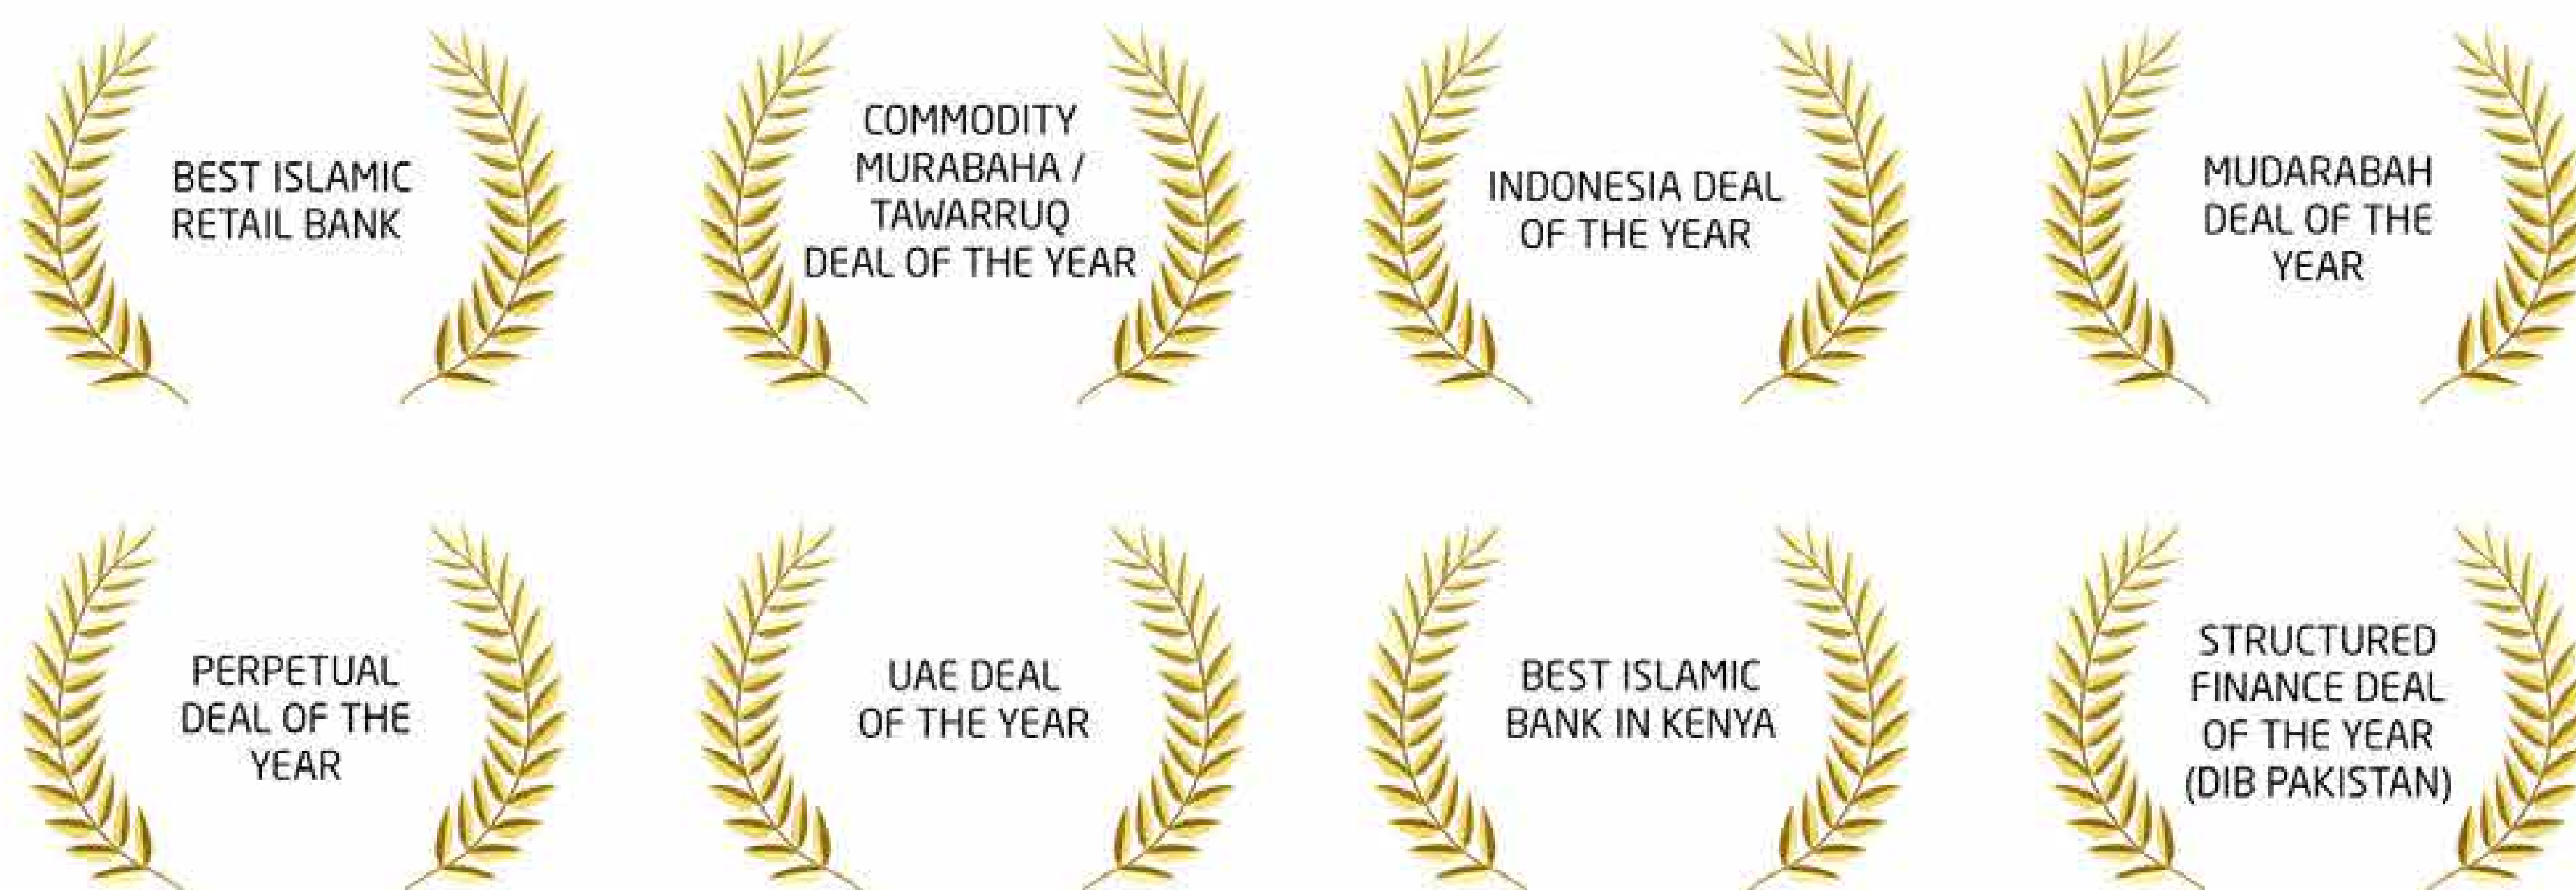 BEST ISLAMIC
RETAIL BANK
COMMODITY
MURABAHA /
TAWARRUQ
DEAL OF THE YEAR
INDONESIA DEAL
OF THE YEAR
MUDARABAH
DEAL OF THE
YEAR
PERPETUAL
DEAL OF THE
YEAR
UAE DEAL
OF THE YEAR
BEST ISLAMIC
BANK IN KENYA
STRUCTURED
FINANCE DEAL
OF THE YEAR
(DIB PAKISTAN)